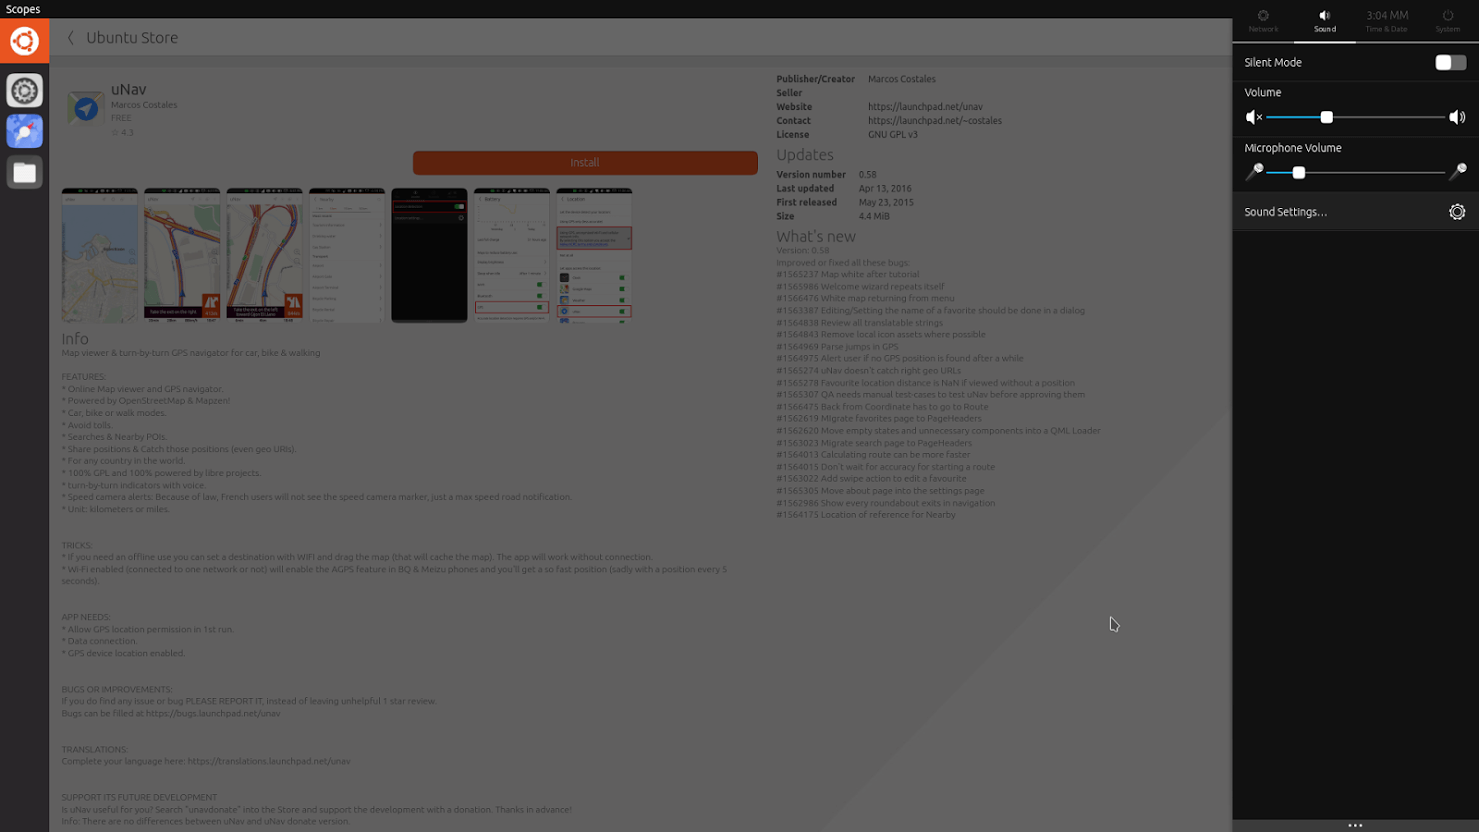 Scopes
Ubuntu Store
uNav
Marcos Costales
FREE
☆ 4.3
Install
Info
Map viewer & turn-by-turn GPS navigator for car, bike & walking
FEATURES:
* Online Map viewer and GPS navigator.
* Powered by OpenStreetMap & Mapzen!
* Car, bike or walk modes.
* Avoid tolls.
* Searches & Nearby POIs.
* Share positions & Catch those positions (even geo URIs).
* For any country in the world.
* 100% GPL and 100% powered by libre projects.
* turn-by-turn indicators with voice.
* Speed camera alerts: Because of law, French users will not see the speed camera marker, just a max speed road notification.
* Unit: kilometers or miles.
TRICKS:
* If you need an offline use you can set a destination with WIFI and drag the map (that will cache the map). The app will work without connection.
* Wi-Fi enabled (connected to one network or not) will enable the AGPS feature in BQ & Meizu phones and you'll get a so fast position (sadly with a position every 5
seconds).
APP NEEDS:
* Allow GPS location permission in 1st run
* Data connection.
* GPS device location enabled.
BUGS OR IMPROVEMENTS:
If you do find any issue or bug PLEASE REPORT IT, instead of leaving unhelpful 1 star review.
Bugs can be filled at https://bugs.launchpad.net/unav
TRANSLATIONS:
Complete your language here: https://translations.launchpad.net/unav
SUPPORT ITS FUTURE DEVELOPMENT
Is uNav useful for you? Search "unavdonate" into the Store and support the development with a donation. Thanks in advance!
Info: There are no differences between uNav and uNav donate version.
Publisher/Creator Marcos Costales
Seller
Website https://launchpad.net/unav
Contact https://launchpad.net/~costales
License GNU GPL v3
Updates
Version number 0.58
Last updated Apr 13, 2016
First released May 23, 2015
Size 4.4 MiB
What's new
Version: 0.58
Improved or fixed all these bugs:
#1565237 Map white after tutorial
#1565986 Welcome wizard repeats itself
#1566476 White map returning from menu
#1563387 Editing/Setting the name of a favorite should be done in a dialog
#1564838 Review all translatable strings
#1564843 Remove local icon assets where possible
#1564969 Parse jumps in GPS
#1564975 Alert user if no GPS position is found after a while
#1565274 uNav doesn't catch right geo URLs
#1565278 Favourite location distance is NaN if viewed without a position
#1565307 QA needs manual test-cases to test uNav before approving them
#1566475 Back from Coordinate has to go to Route
#1562619 Migrate favorites page to PageHeaders
#1562620 Move empty states and unnecessary components into a QML Loader
#1563023 Migrate search page to PageHeaders
#1564013 Calculating route can be more faster
#1564015 Don't wait for accuracy for starting a route
#1563022 Add swipe action to edit a favourite
#1565305 Move about page into the settings page
#1562986 Show every roundabout exits in navigation
#1564175 Location of reference for Nearby
Network
Sound
3:04 MM
Time & Date
System
Silent Mode
Volume
Microphone Volume
Sound Settings...